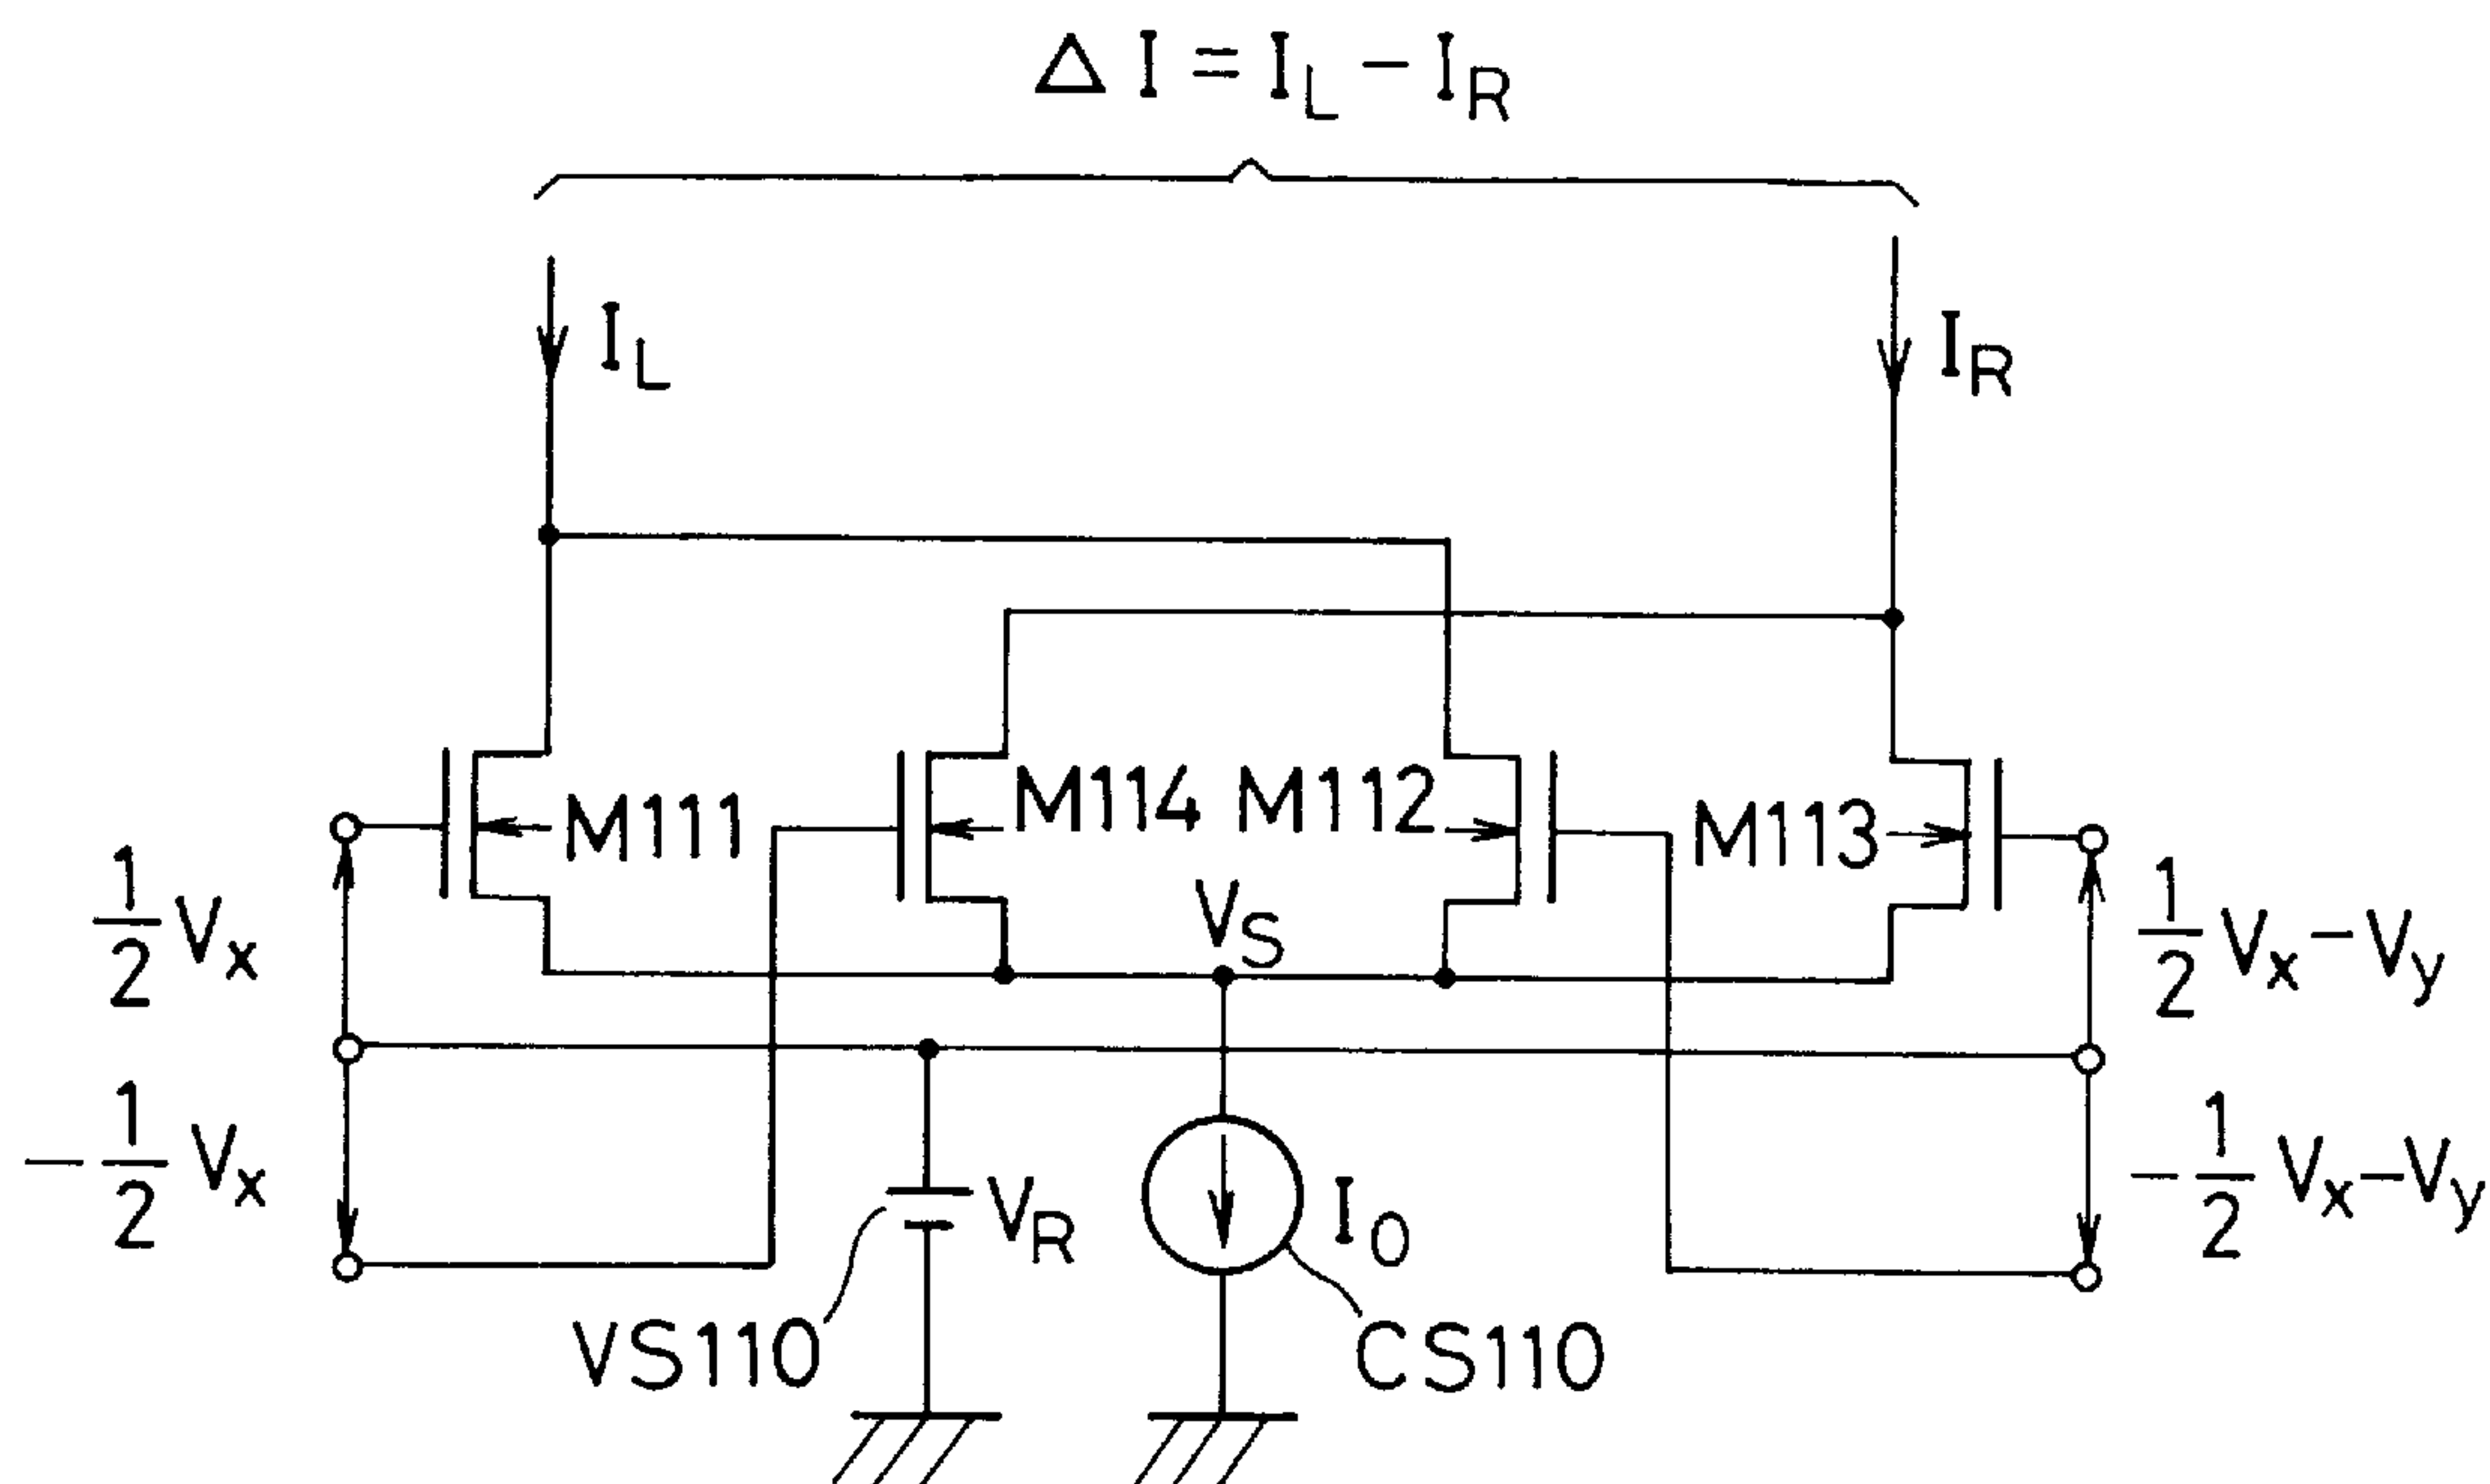 Δ I = I_L − I_R
I_L
I_R
M111
M114
M112
M113
V_S
1/2 V_x
1/2 V_x − V_y
− 1/2 V_x
− 1/2 V_x − V_y
V_R
I_0
VS110
CS110